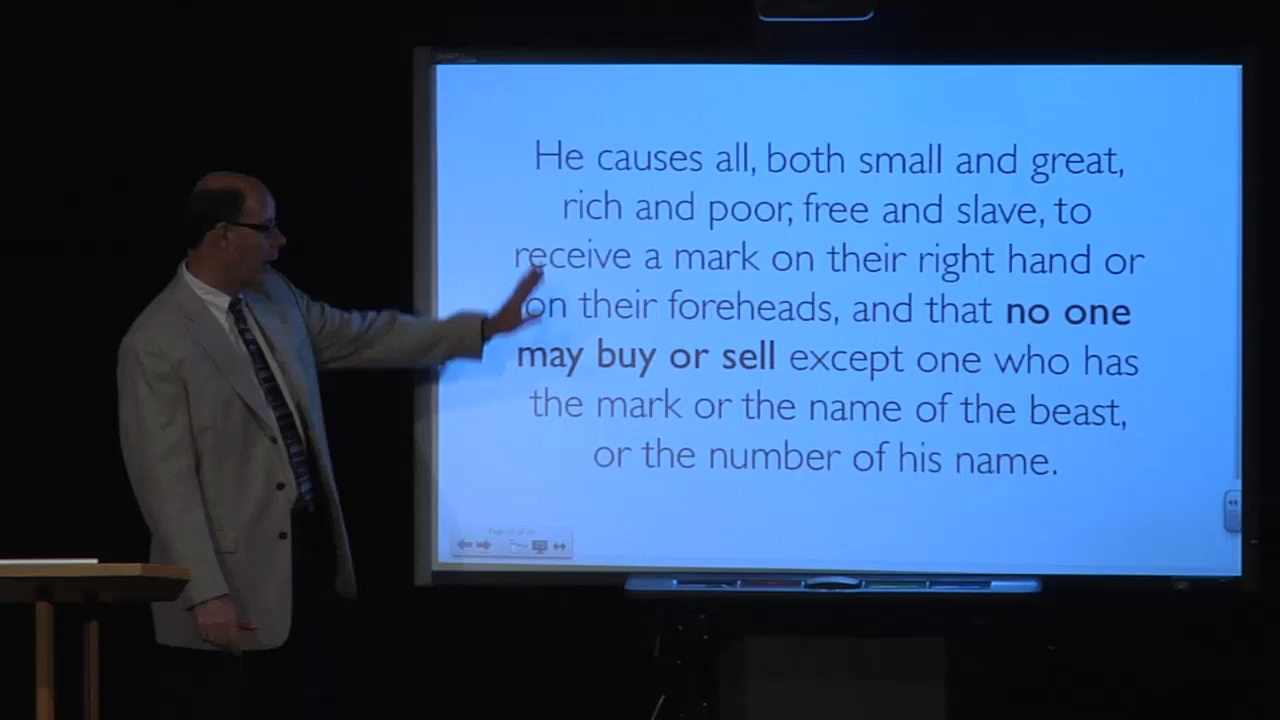 He causes all, both small and great,
rich and poor, free and slave, to
receive a mark on their right hand or
on their foreheads, and that no one
may buy or sell except one who has
the mark or the name of the beast,
or the number of his name.